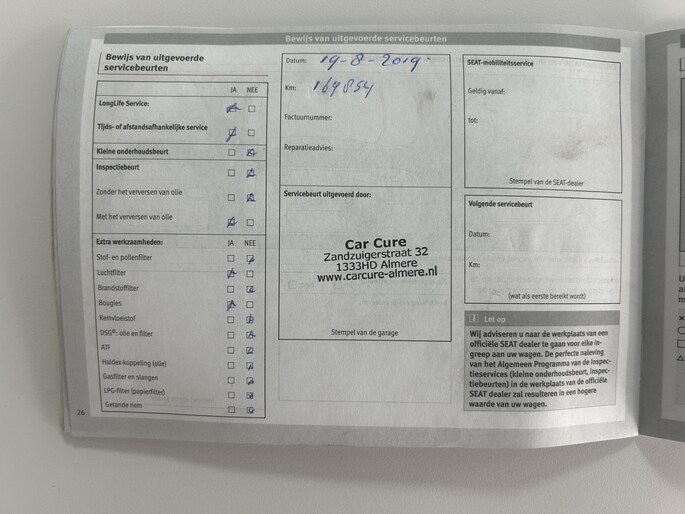 Bewijs van uitgevoerde servicebeurten
Bewijs van uitgevoerde
servicebeurten
JA NEE
LongLife Service:
Tijds- of afstandsafhankelijke service
Kleine onderhoudsbeurt
Inspectiebeurt
Zonder het verversen van olie
Met het verversen van olie
Extra werkzaamheden: JA NEE
Stof- en pollenfilter
Luchtfilter
Brandstoffilter
Bougies
Remvloeistof
DSG®: olie en filter
ATF
Haldex-koppeling (olie)
Gasfilter en slangen
LPG-filter (papierfilter)
Getande riem
26
Datum: 19-8-2019
Km: 169854
Factuurnummer:
Reparatieadvies:
Servicebeurt uitgevoerd door:
Car Cure
Zandzuigerstraat 32
1333HD Almere
www.carcure-almere.nl
Stempel van de garage
SEAT-mobiliteitsservice
Geldig vanaf:
tot:
Stempel van de SEAT-dealer
Volgende servicebeurt
Datum:
Km:
(wat als eerste bereikt wordt)
i Let op
Wij adviseren u naar de werkplaats van een
officiële SEAT dealer te gaan voor elke in-
greep aan uw wagen. De perfecte naleving
van het Algemeen Programma van de Inspec-
tieservices (kleine onderhoudsbeurt, inspec-
tiebeurten) in de werkplaats van de officiële
SEAT dealer zal resulteren in een hogere
waarde van uw wagen.